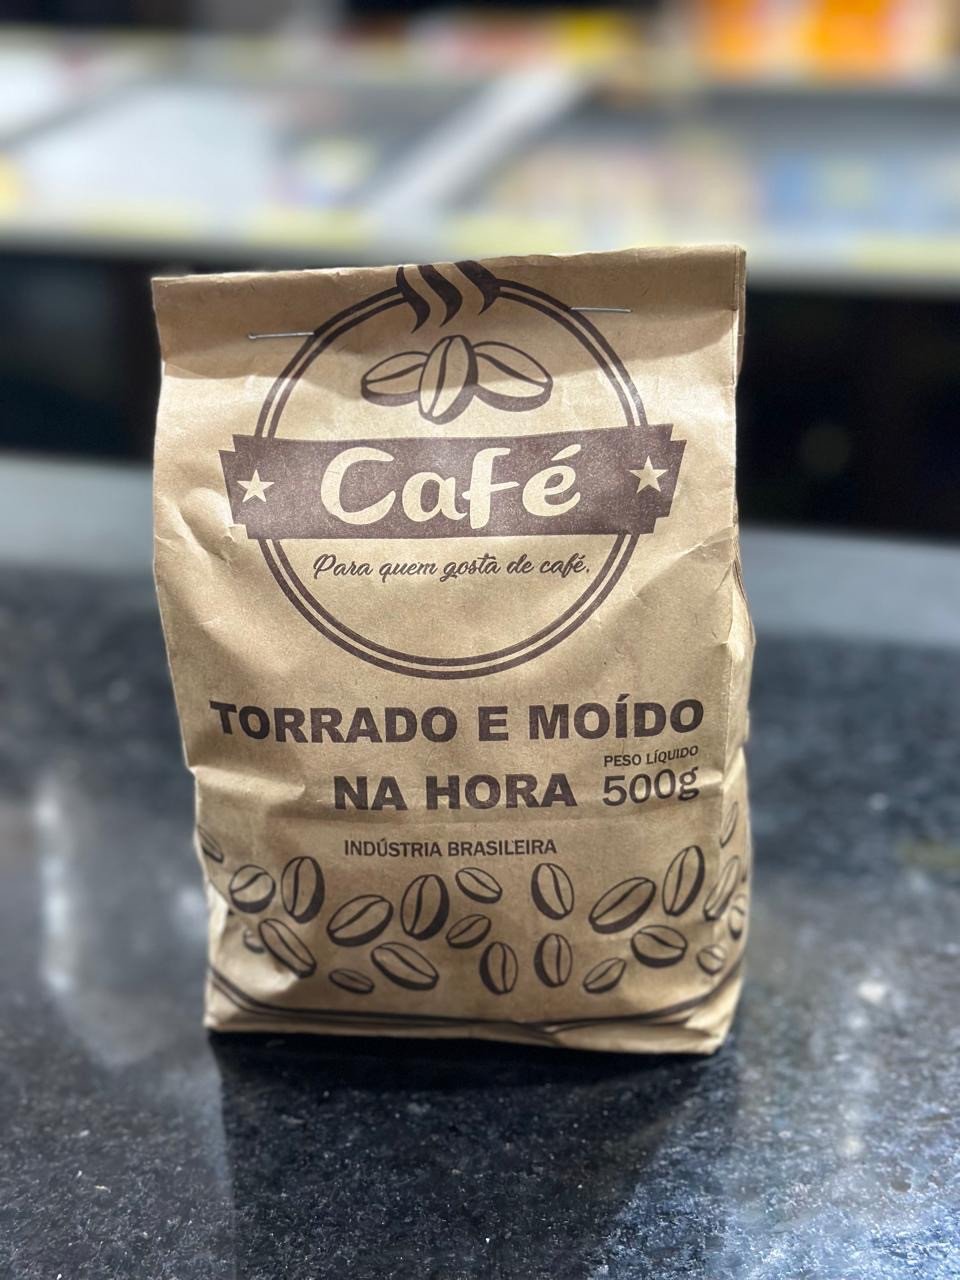 Café
Para quem gosta de café.
TORRADO E MOÍDO
NA HORA
PESO LÍQUIDO
500g
INDÚSTRIA BRASILEIRA